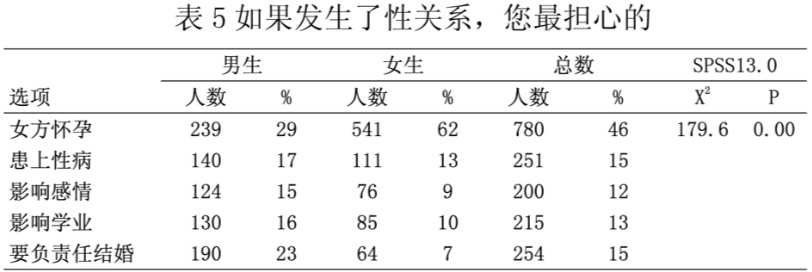 表 5 如果发生了性关系，您最担心的
男生 女生 总数 SPSS13.0
选项 人数 % 人数 % 人数 % X² P
女方怀孕 239 29 541 62 780 46 179.6 0.00
患上性病 140 17 111 13 251 15
影响感情 124 15 76 9 200 12
影响学业 130 16 85 10 215 13
要负责任结婚 190 23 64 7 254 15